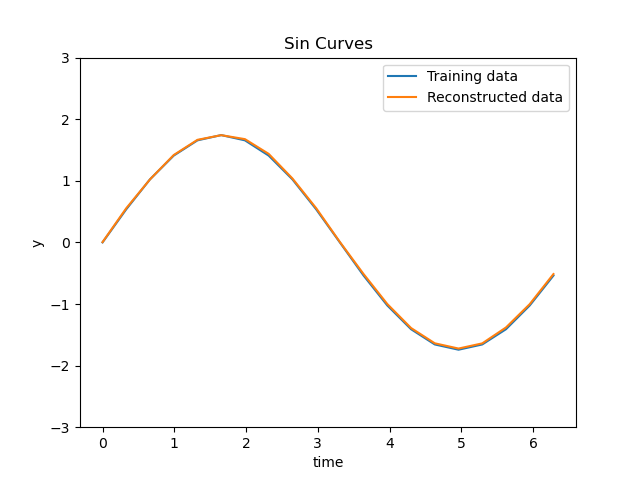 Sin Curves
Training data
Reconstructed data
3
2
1
0
−1
−2
−3
y
0 1 2 3 4 5 6
time